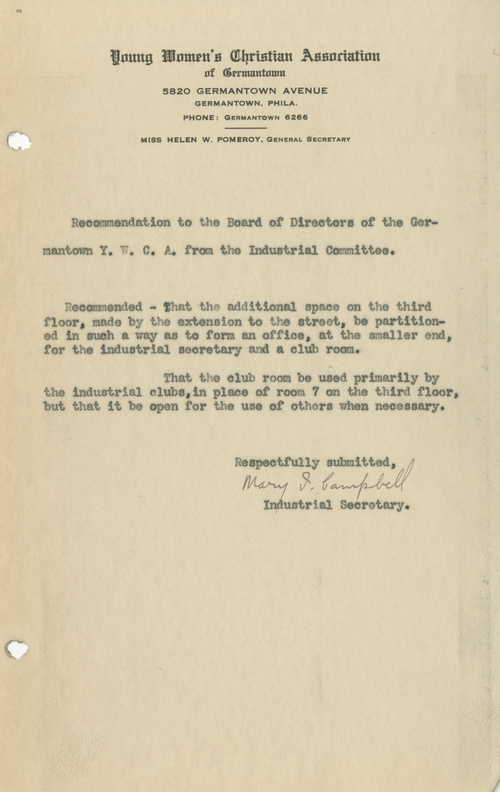 Young Women's Christian Association
of Germantown
5820 GERMANTOWN AVENUE
GERMANTOWN, PHILA.
PHONE: GERMANTOWN 6266
MISS HELEN W. POMEROY, GENERAL SECRETARY
Recommendation to the Board of Directors of the Ger-
mantown Y. W. C. A. from the Industrial Committee.
Recommended - That the additional space on the third
floor, made by the extension to the street, be partition-
ed in such a way as to form an office, at the smaller end,
for the industrial secretary and a club room.
That the club room be used primarily by
the industrial clubs,in place of room 7 on the third floor,
but that it be open for the use of others when necessary.
Respectfully submitted,
Mary I. Campbell
Industrial Secretary.